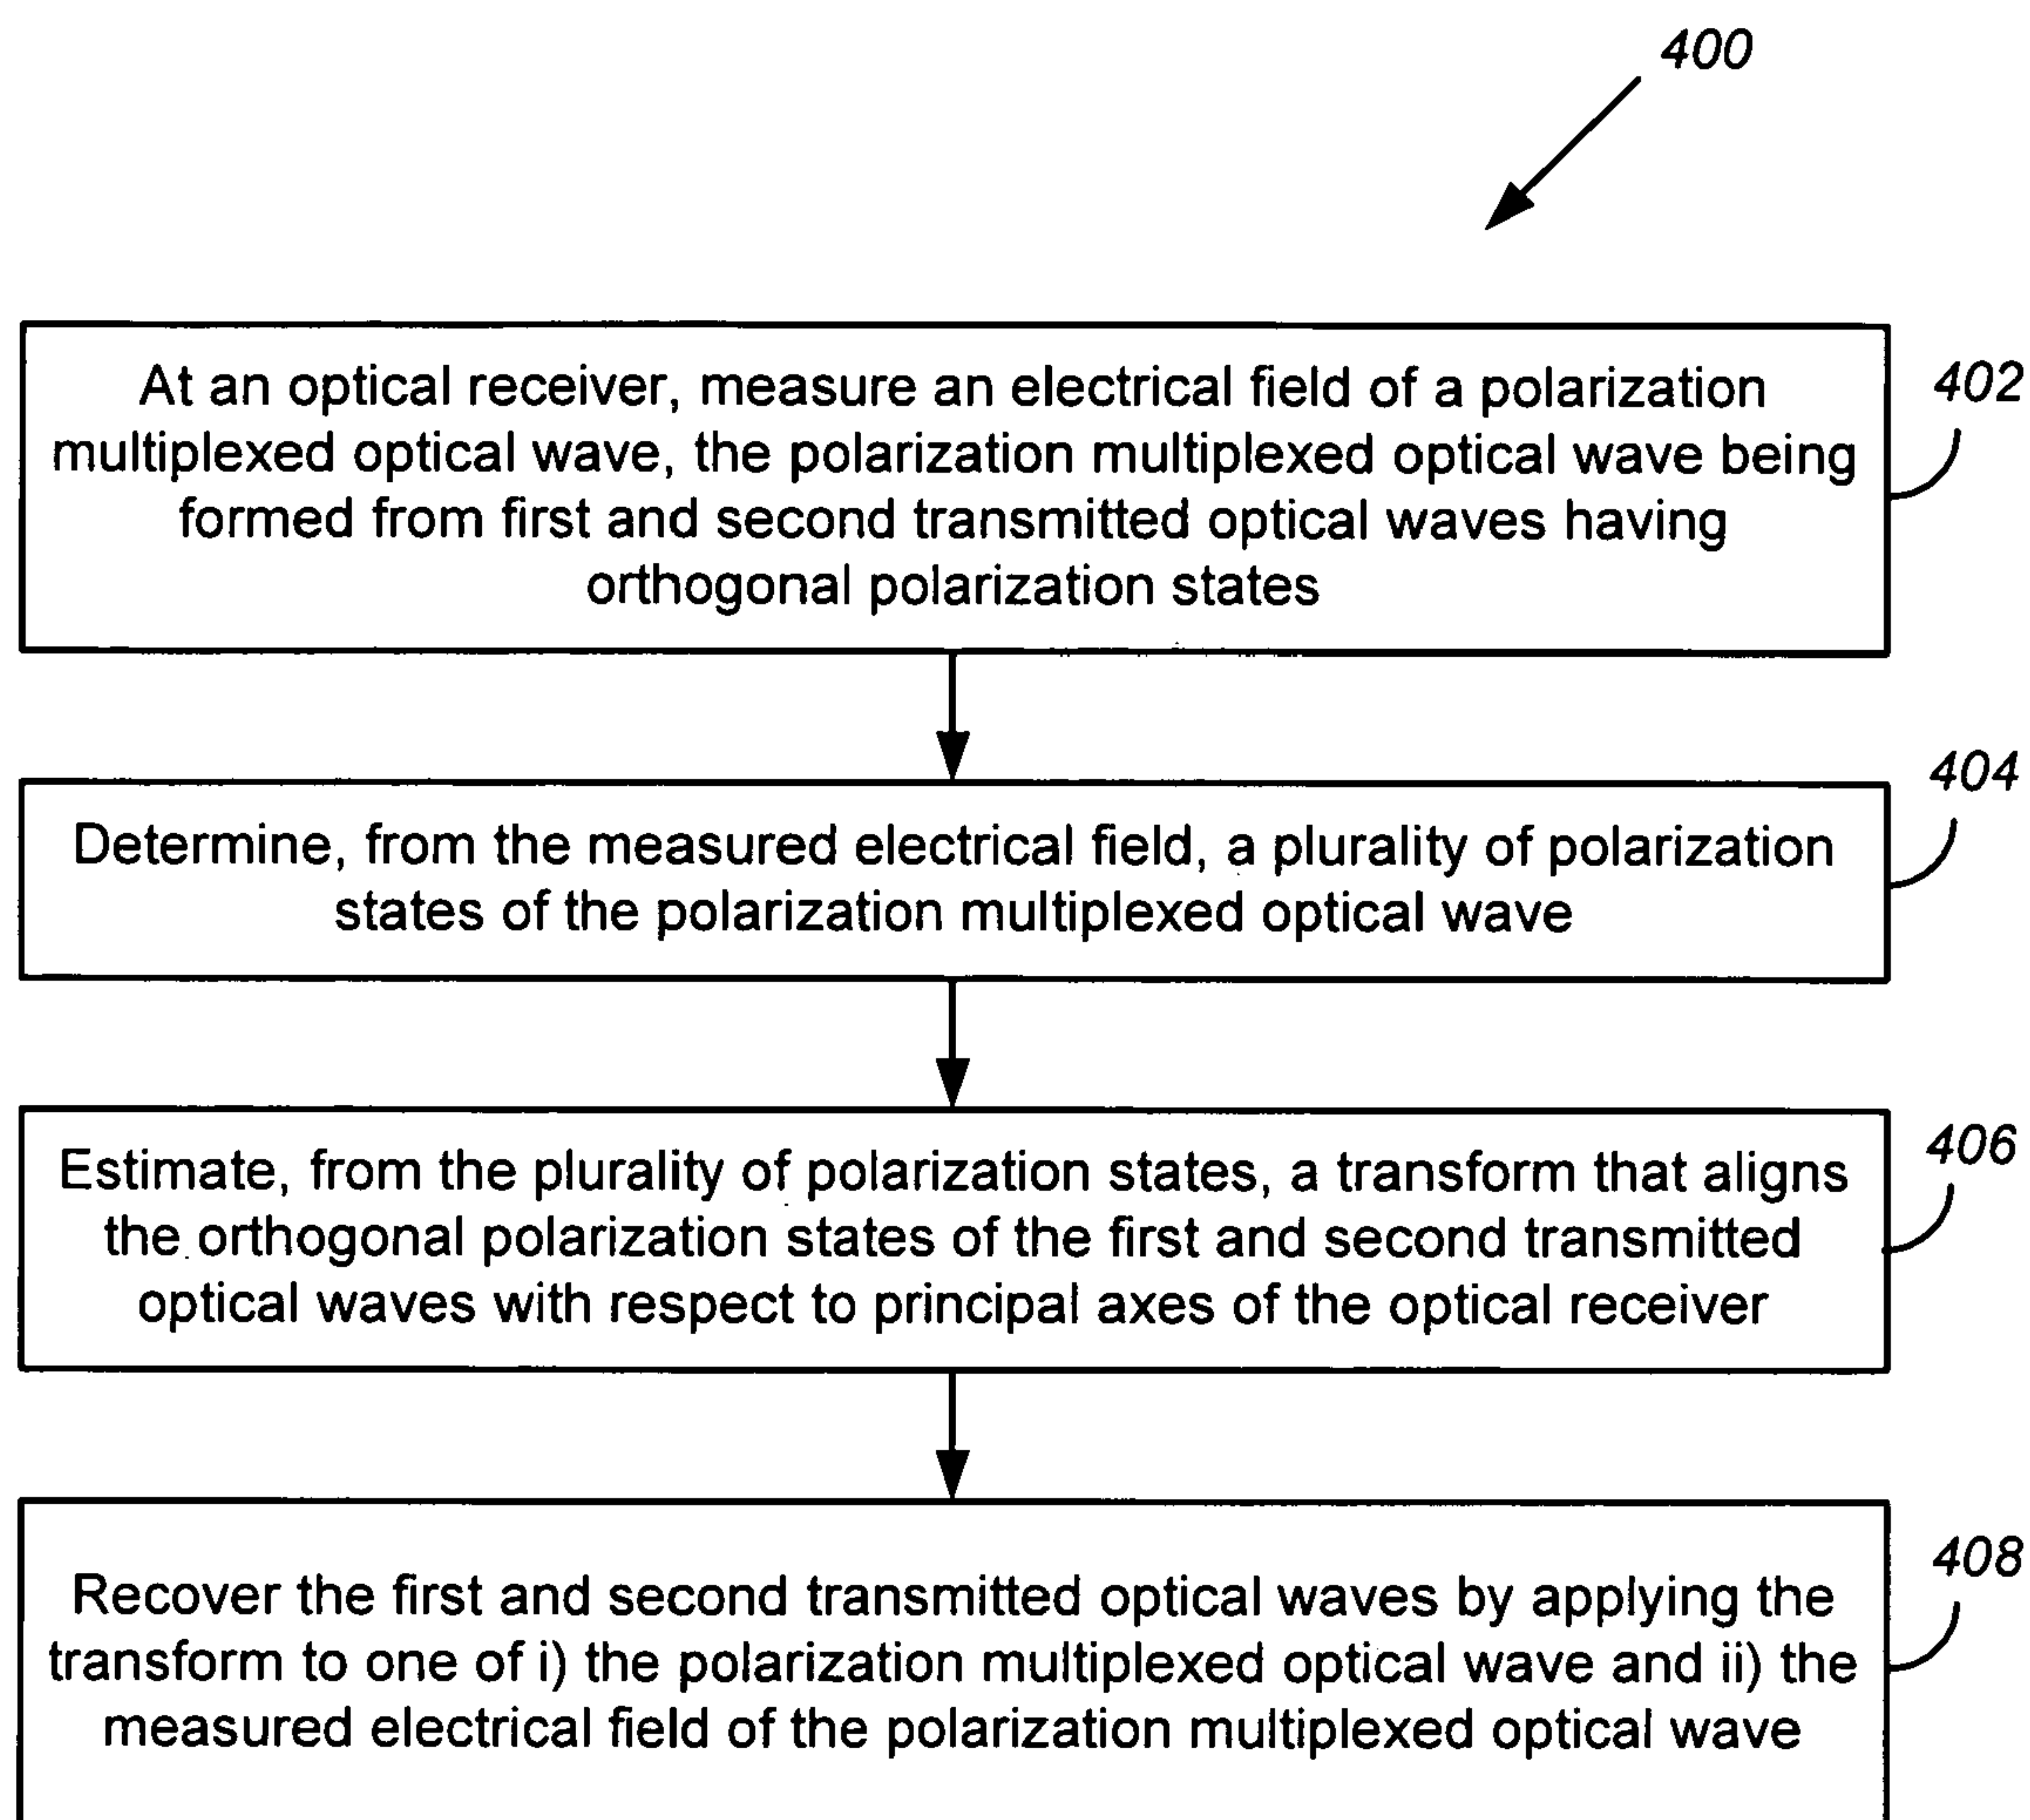 400
At an optical receiver, measure an electrical field of a polarization
multiplexed optical wave, the polarization multiplexed optical wave being
formed from first and second transmitted optical waves having
orthogonal polarization states
402
Determine, from the measured electrical field, a plurality of polarization
states of the polarization multiplexed optical wave
404
Estimate, from the plurality of polarization states, a transform that aligns
the orthogonal polarization states of the first and second transmitted
optical waves with respect to principal axes of the optical receiver
406
Recover the first and second transmitted optical waves by applying the
transform to one of i) the polarization multiplexed optical wave and ii) the
measured electrical field of the polarization multiplexed optical wave
408